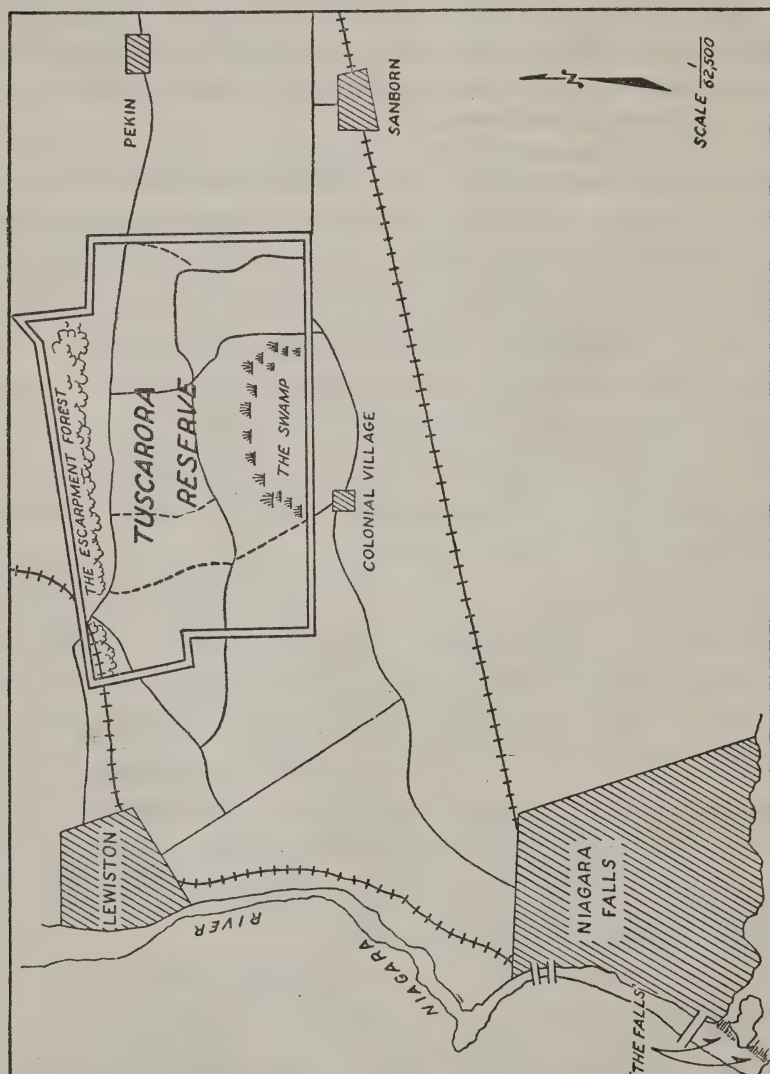 PEKIN
SANBORN
N
SCALE 1/62,500
THE ESCARPMENT FOREST
TUSCARORA
RESERVE
THE SWAMP
COLONIAL VILLAGE
LEWISTON
NIAGARA
RIVER
NIAGARA
FALLS
THE FALLS